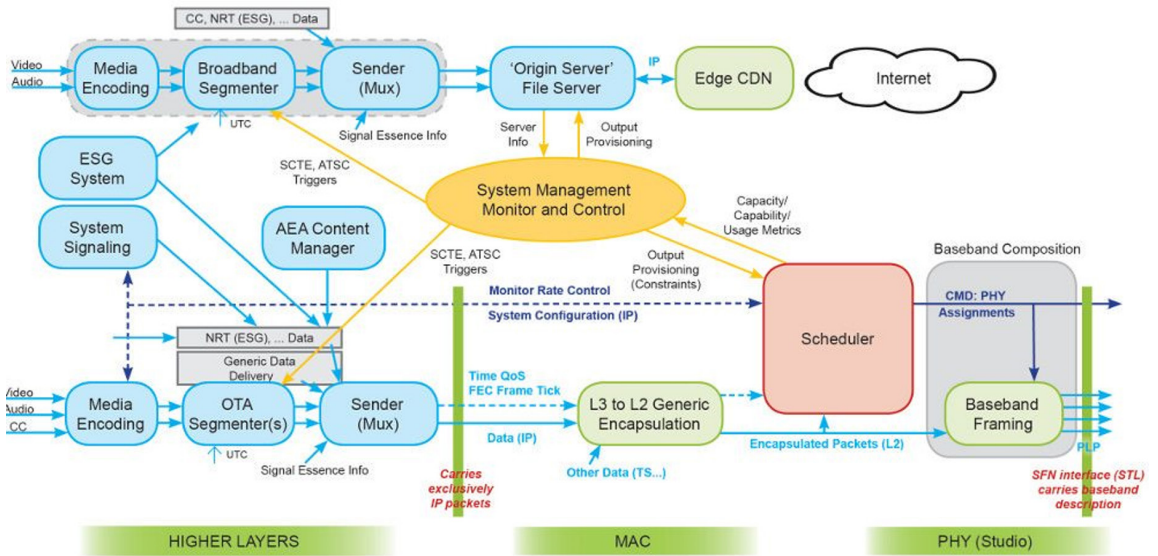 CC, NRT (ESG), ... Data
Video
Audio
Media
Encoding
Broadband
Segmenter
Sender
(Mux)
‘Origin Server’
File Server
IP
Edge CDN
Internet
UTC
Signal Essence Info
Server
Info
Output
Provisioning
ESG
System
SCTE, ATSC
Triggers
System Management
Monitor and Control
Capacity/
Capability/
Usage Metrics
System
Signaling
AEA Content
Manager
SCTE, ATSC
Triggers
Output
Provisioning
(Constraints)
Baseband Composition
Monitor Rate Control
System Configuration (IP)
CMD: PHY
Assignments
NRT (ESG), ... Data
Generic Data
Delivery
Scheduler
Video
Audio
CC
Media
Encoding
OTA
Segmenter(s)
Sender
(Mux)
Time QoS
FEC Frame Tick
Data (IP)
L3 to L2 Generic
Encapsulation
Encapsulated Packets (L2)
Baseband
Framing
PLP
UTC
Signal Essence Info
Other Data (TS...)
Carries
exclusively
IP packets
SFN interface (STL)
carries baseband
description
HIGHER LAYERS
MAC
PHY (Studio)